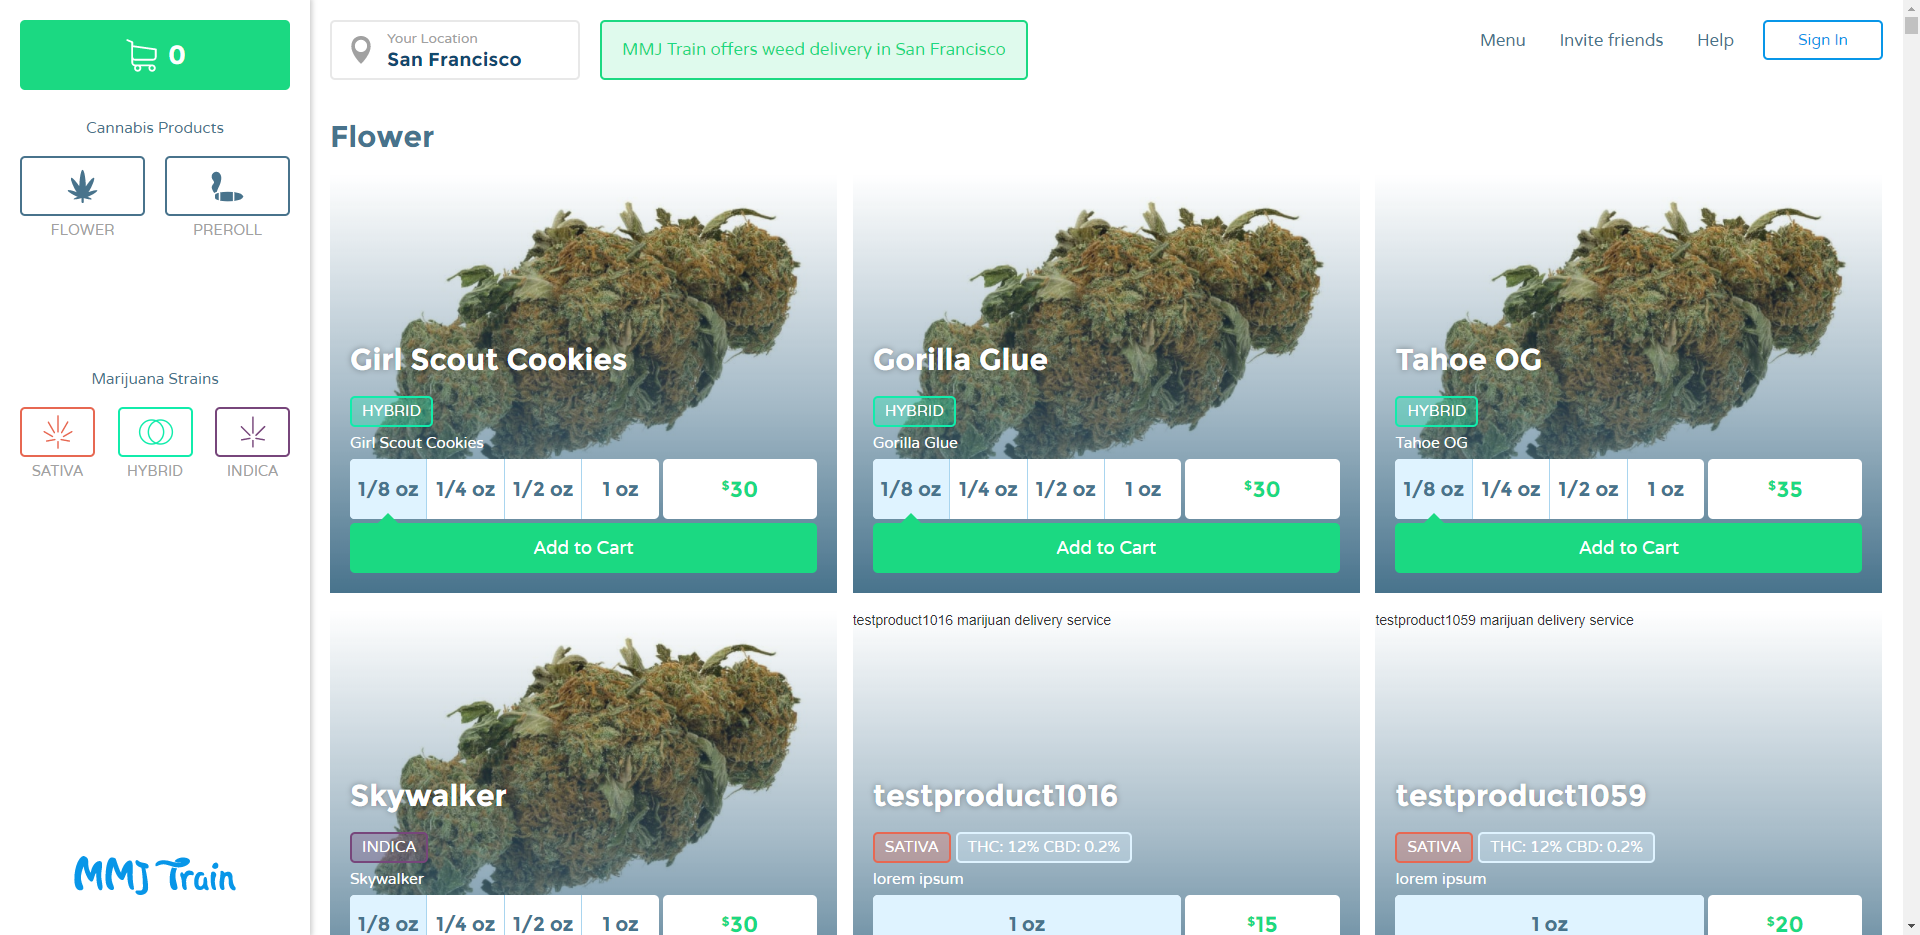 0
Cannabis Products
FLOWER
PREROLL
Marijuana Strains
SATIVA
HYBRID
INDICA
MMJ Train
Your Location
San Francisco
MMJ Train offers weed delivery in San Francisco
Menu
Invite friends
Help
Sign In
Flower
Girl Scout Cookies
HYBRID
Girl Scout Cookies
1/8 oz 1/4 oz 1/2 oz 1 oz $30
Add to Cart
Gorilla Glue
HYBRID
Gorilla Glue
1/8 oz 1/4 oz 1/2 oz 1 oz $30
Add to Cart
Tahoe OG
HYBRID
Tahoe OG
1/8 oz 1/4 oz 1/2 oz 1 oz $35
Add to Cart
Skywalker
INDICA
Skywalker
1/8 oz 1/4 oz 1/2 oz 1 oz $30
testproduct1016 marijuan delivery service
testproduct1016
SATIVA THC: 12% CBD: 0.2%
lorem ipsum
1 oz $15
testproduct1059 marijuan delivery service
testproduct1059
SATIVA THC: 12% CBD: 0.2%
lorem ipsum
1 oz $20